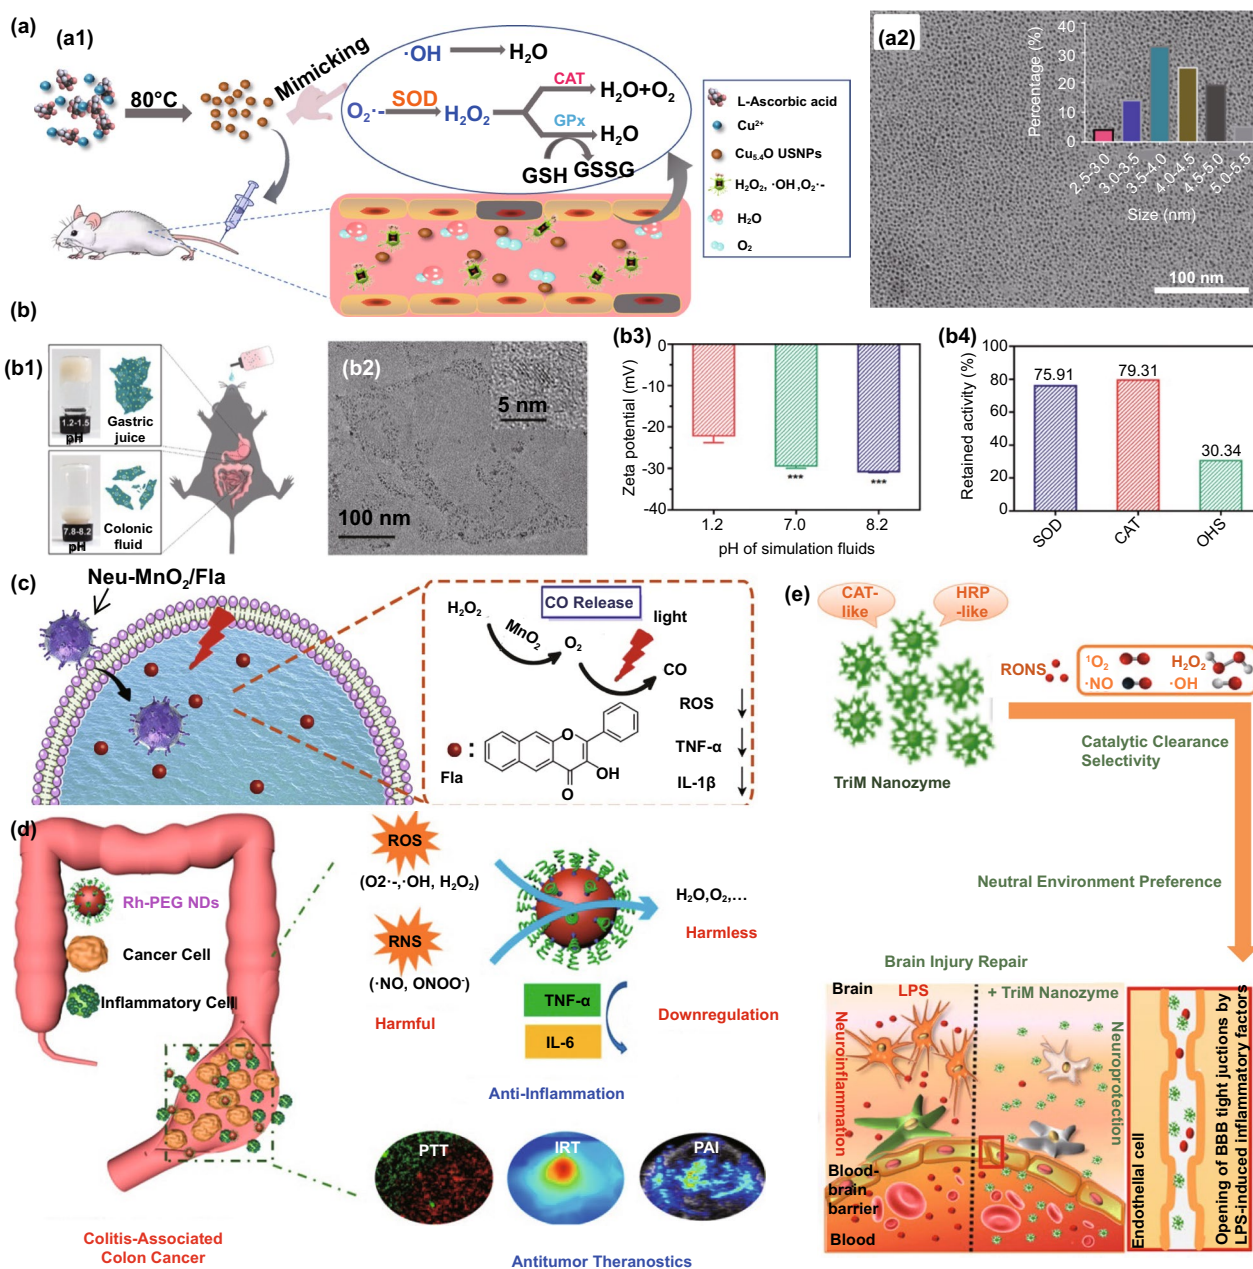 (a)
(a1)
80°C
Mimicking
·OH
H₂O
O₂·-
SOD
H₂O₂
CAT
H₂O+O₂
GPx
H₂O
GSH
GSSG
L-Ascorbic acid
Cu²⁺
Cu₅.₄O USNPs
H₂O₂, ·OH,O₂·-
H₂O
O₂
(a2)
Percentage (%)
40
30
20
10
0
2.5-3.0
3.0-3.5
3.5-4.0
4.0-4.5
4.5-5.0
5.0-5.5
Size (nm)
100 nm
(b)
(b1)
1.2-1.5
pH
Gastric
juice
7.8-8.2
pH
Colonic
fluid
(b2)
5 nm
100 nm
(b3)
Zeta potential (mV)
0
-10
-20
-30
-40
***
***
1.2
7.0
8.2
pH of simulation fluids
(b4)
Retained activity (%)
100
80
60
40
20
0
75.91
79.31
30.34
SOD
CAT
OHS
(c)
Neu-MnO₂/Fla
H₂O₂
MnO₂
O₂
CO Release
light
CO
ROS
TNF-α
IL-1β
Fla
:
O
OH
O
(d)
Rh-PEG NDs
Cancer Cell
Inflammatory Cell
Colitis-Associated
Colon Cancer
ROS
(O2·-,·OH, H₂O₂)
RNS
(·NO, ONOO⁻)
Harmful
H₂O,O₂,...
Harmless
TNF-α
IL-6
Downregulation
Anti-Inflammation
PTT
IRT
PAI
Antitumor Theranostics
(e)
CAT-
like
HRP
-like
TriM Nanozyme
RONS
¹O₂
H₂O₂
·NO
·OH
Catalytic Clearance
Selectivity
Neutral Environment Preference
Brain Injury Repair
Brain
LPS
+ TriM Nanozyme
Neuroinflammation
Neuroprotection
Blood-
brain
barrier
Blood
Endothelial cell
Opening of BBB tight juctions by
LPS-induced inflammatory factors